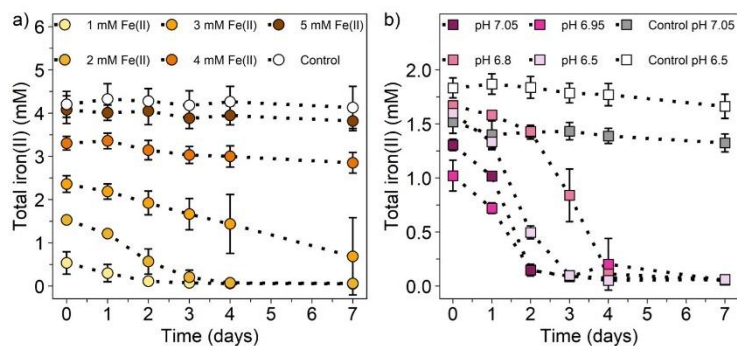 a)
1 mM Fe(II) 3 mM Fe(II) 5 mM Fe(II)
2 mM Fe(II) 4 mM Fe(II) Control
Total iron(II) (mM)
6
5
4
3
2
1
0
0 1 2 3 4 5 6 7
Time (days)
b)
pH 7.05 pH 6.95 Control pH 7.05
pH 6.8 pH 6.5 Control pH 6.5
Total iron(II) (mM)
2.0
1.5
1.0
0.5
0.0
0 1 2 3 4 5 6 7
Time (days)